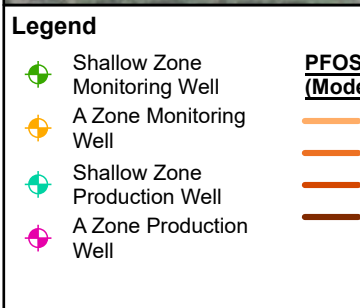 Legend
Shallow Zone
Monitoring Well
A Zone Monitoring
Well
Shallow Zone
Production Well
A Zone Production
Well
PFOS
(Mode